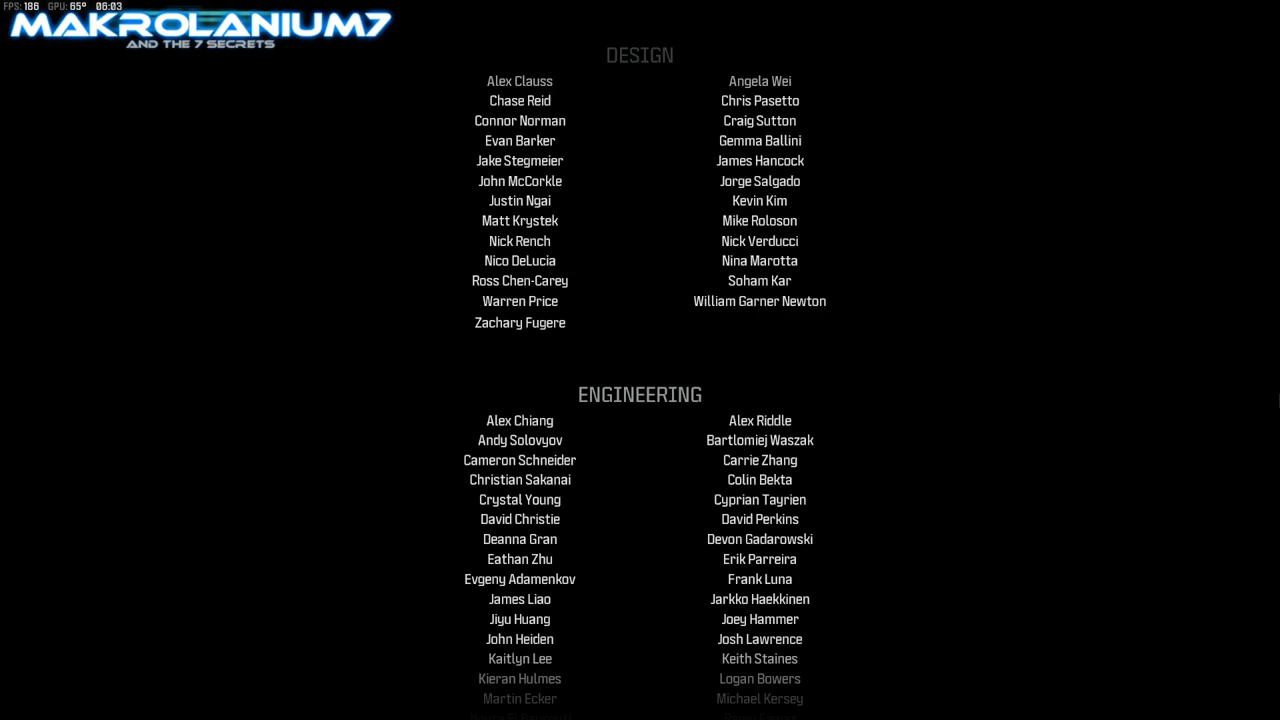 FPS: 186 GPU: 65° 06:03
MAKROLANIUM7
AND THE 7 SECRETS
DESIGN
Alex Clauss Angela Wei
Chase Reid Chris Pasetto
Connor Norman Craig Sutton
Evan Barker Gemma Ballini
Jake Stegmeier James Hancock
John McCorkle Jorge Salgado
Justin Ngai Kevin Kim
Matt Krystek Mike Roloson
Nick Rench Nick Verducci
Nico DeLucia Nina Marotta
Ross Chen-Carey Soham Kar
Warren Price William Garner Newton
Zachary Fugere
ENGINEERING
Alex Chiang Alex Riddle
Andy Solovyov Bartlomiej Waszak
Cameron Schneider Carrie Zhang
Christian Sakanai Colin Bekta
Crystal Young Cyprian Tayrien
David Christie David Perkins
Deanna Gran Devon Gadarowski
Eathan Zhu Erik Parreira
Evgeny Adamenkov Frank Luna
James Liao Jarkko Haekkinen
Jiyu Huang Joey Hammer
John Heiden Josh Lawrence
Kaitlyn Lee Keith Staines
Kieran Hulmes Logan Bowers
Martin Ecker Michael Kersey